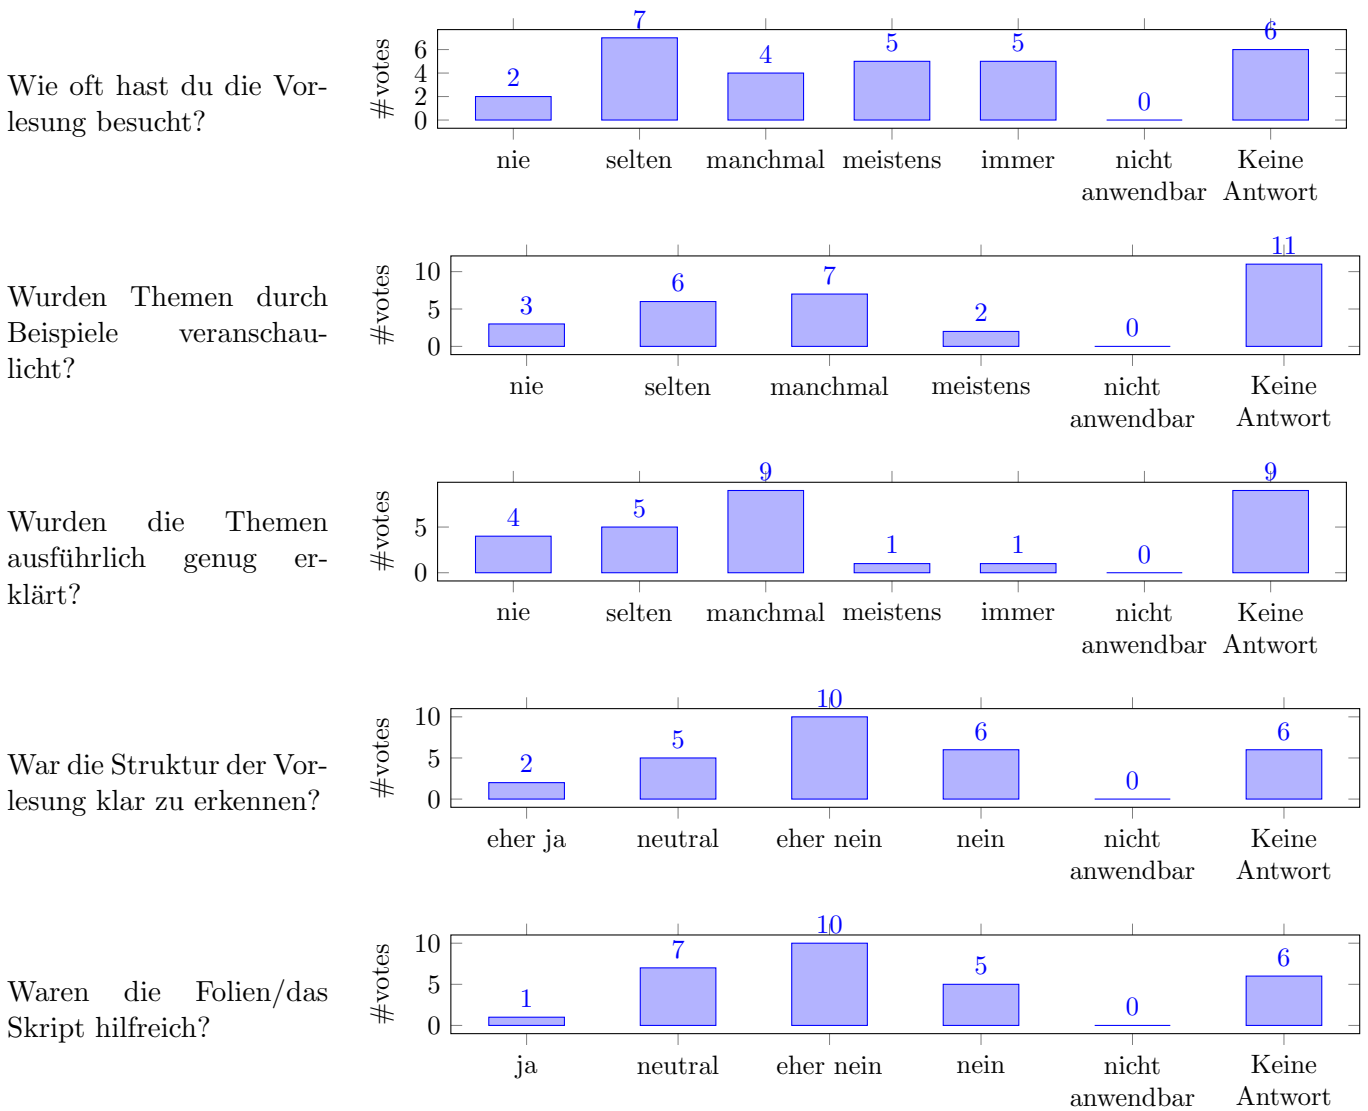 Wie oft hast du die Vor-
lesung besucht?
#votes
6
4
2
0
2
7
4
5
5
0
6
nie selten manchmal meistens immer nicht anwendbar Keine Antwort
Wurden Themen durch
Beispiele veranschau-
licht?
#votes
10
5
0
3
6
7
2
0
11
nie selten manchmal meistens nicht anwendbar Keine Antwort
Wurden die Themen
ausführlich genug er-
klärt?
#votes
5
0
4
5
9
1
1
0
9
nie selten manchmal meistens immer nicht anwendbar Keine Antwort
War die Struktur der Vor-
lesung klar zu erkennen?
#votes
10
5
0
2
5
10
6
0
6
eher ja neutral eher nein nein nicht anwendbar Keine Antwort
Waren die Folien/das
Skript hilfreich?
#votes
10
5
0
1
7
10
5
0
6
ja neutral eher nein nein nicht anwendbar Keine Antwort